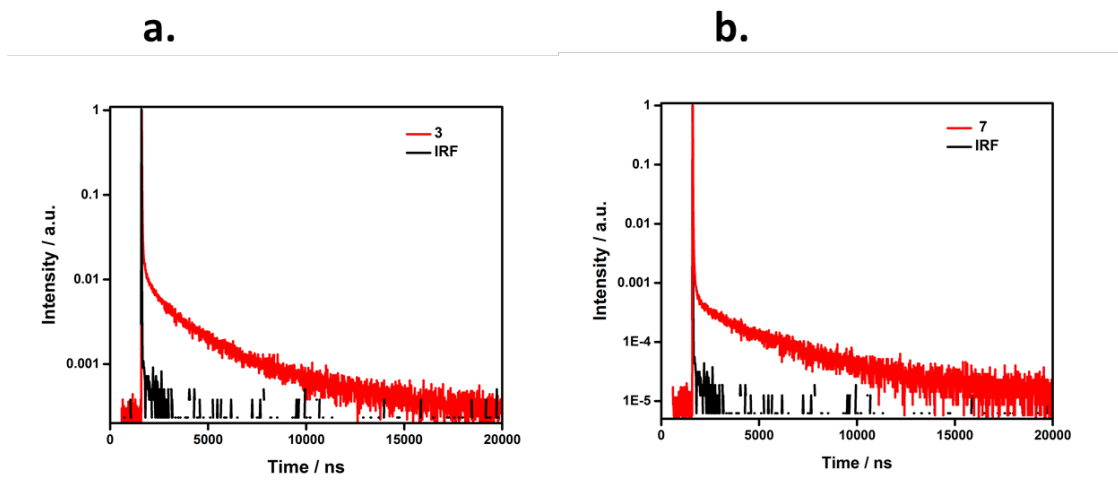 a.
b.
1
0.1
0.01
0.001
Intensity / a.u.
3
IRF
0
5000
10000
15000
20000
Time / ns
1
0.1
0.01
0.001
1E-4
1E-5
Intensity / a.u.
7
IRF
0
5000
10000
15000
20000
Time / ns